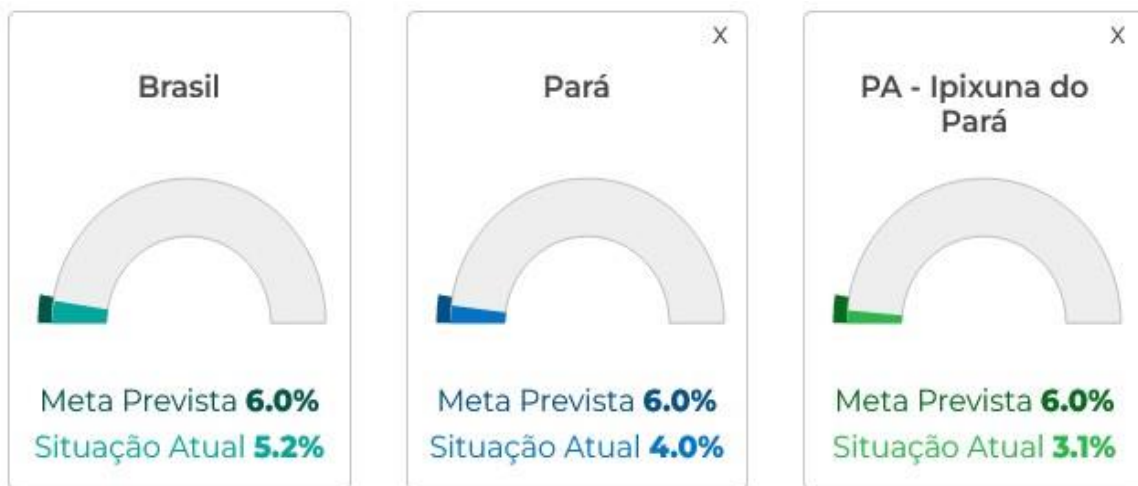 Brasil
Meta Prevista 6.0%
Situação Atual 5.2%
X
Pará
Meta Prevista 6.0%
Situação Atual 4.0%
X
PA - Ipixuna do
Pará
Meta Prevista 6.0%
Situação Atual 3.1%